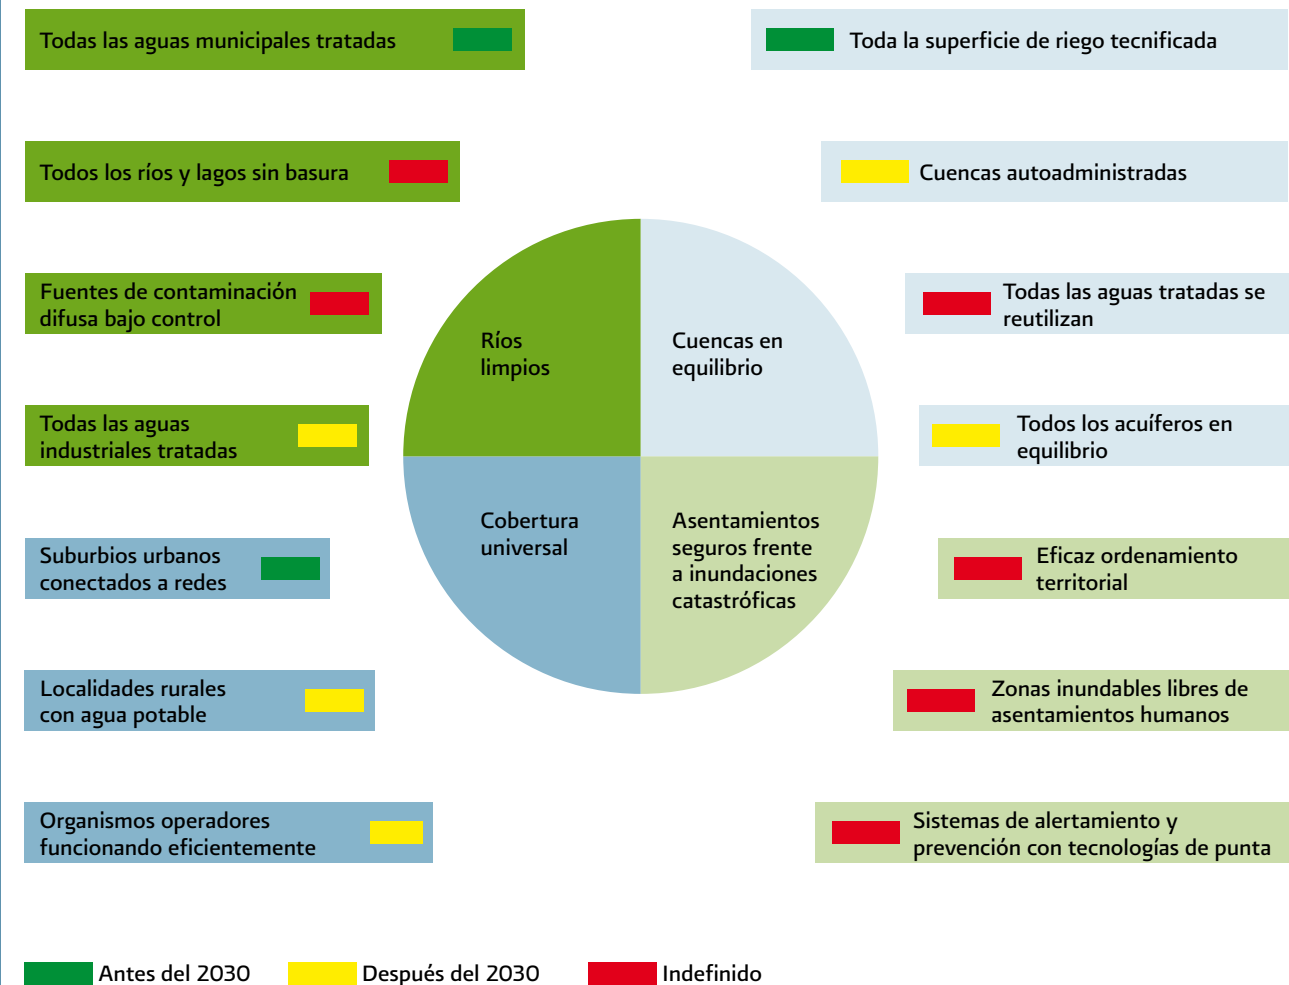 Todas las aguas municipales tratadas
Toda la superficie de riego tecnificada
Todos los ríos y lagos sin basura
Cuencas autoadministradas
Fuentes de contaminación
difusa bajo control
Todas las aguas tratadas se
reutilizan
Ríos
limpios
Cuencas en
equilibrio
Todas las aguas
industriales tratadas
Todos los acuíferos en
equilibrio
Cobertura
universal
Asentamientos
seguros frente
a inundaciones
catastróficas
Suburbios urbanos
conectados a redes
Eficaz ordenamiento
territorial
Localidades rurales
con agua potable
Zonas inundables libres de
asentamientos humanos
Organismos operadores
funcionando eficientemente
Sistemas de alertamiento y
prevención con tecnologías de punta
Antes del 2030
Después del 2030
Indefinido